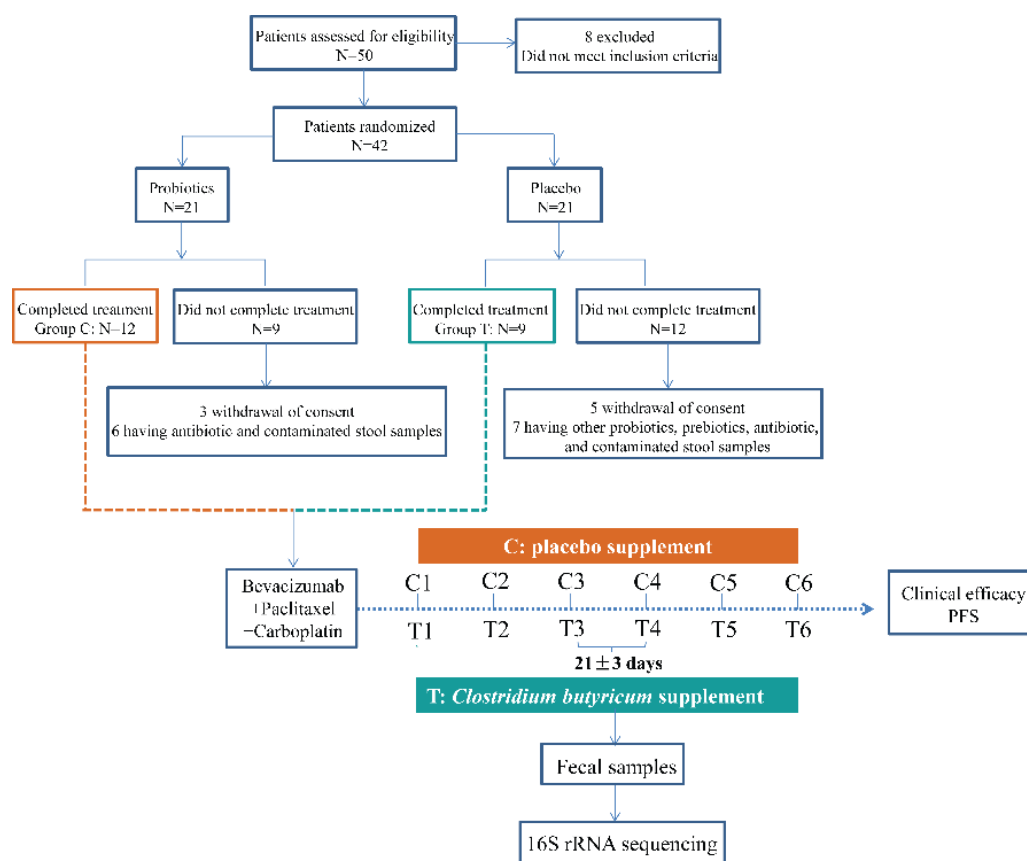 Patients assessed for eligibility
N=50
8 excluded
Did not meet inclusion criteria
Patients randomized
N=42
Probiotics
N=21
Placebo
N=21
Completed treatment
Group C: N=12
Did not complete treatment
N=9
Completed treatment
Group T: N=9
Did not complete treatment
N=12
3 withdrawal of consent
6 having antibiotic and contaminated stool samples
5 withdrawal of consent
7 having other probiotics, prebiotics, antibiotic,
and contaminated stool samples
C: placebo supplement
Bevacizumab
+Paclitaxel
+Carboplatin
C1 C2 C3 C4 C5 C6
T1 T2 T3 T4 T5 T6
21±3 days
Clinical efficacy
PFS
T: Clostridium butyricum supplement
Fecal samples
16S rRNA sequencing